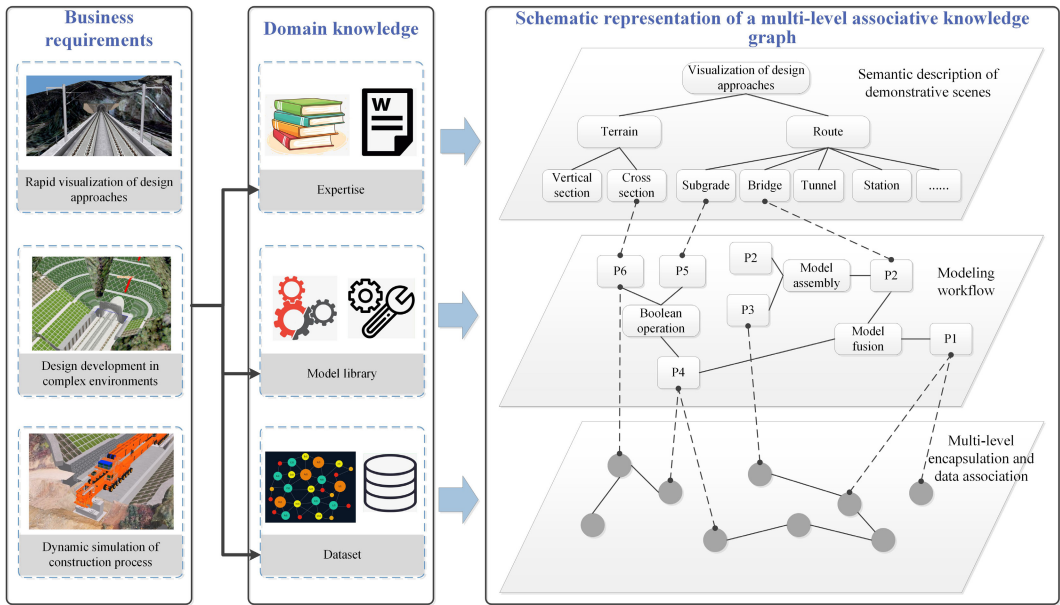 Business
requirements
Rapid visualization of design
approaches
Design development in
complex environments
Dynamic simulation of
construction process
Domain knowledge
W
Expertise
Model library
Dataset
Schematic representation of a multi-level associative knowledge
graph
Visualization of design
approaches
Semantic description of
demonstrative scenes
Terrain
Route
Vertical
section
Cross
section
Subgrade
Bridge
Tunnel
Station
......
P6
P5
P2
Model
assembly
P2
Modeling
workflow
P3
Boolean
operation
Model
fusion
P1
P4
Multi-level
encapsulation and
data association